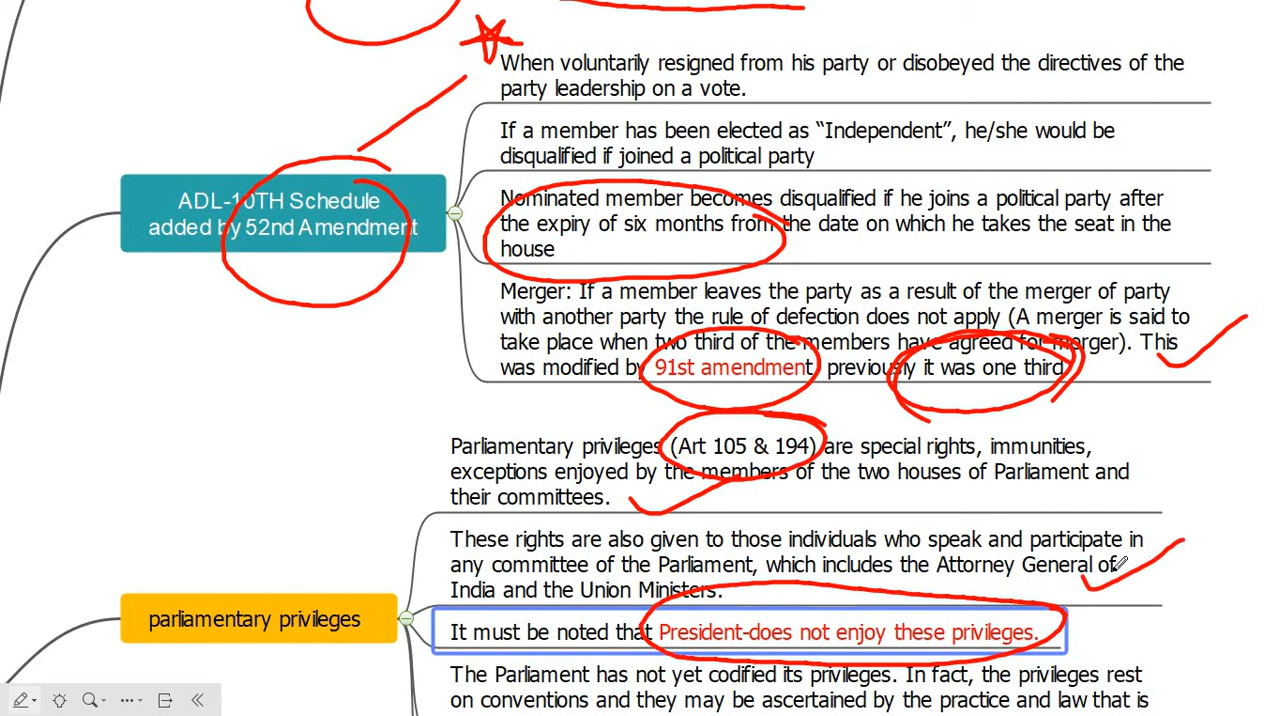 When voluntarily resigned from his party or disobeyed the directives of the
party leadership on a vote.
If a member has been elected as “Independent”, he/she would be
disqualified if joined a political party
ADL-10TH Schedule
added by 52nd Amendment
Nominated member becomes disqualified if he joins a political party after
the expiry of six months from the date on which he takes the seat in the
house
Merger: If a member leaves the party as a result of the merger of party
with another party the rule of defection does not apply (A merger is said to
take place when two third of the members have agreed for merger). This
was modified by 91st amendment, previously it was one third
Parliamentary privileges (Art 105 & 194) are special rights, immunities,
exceptions enjoyed by the members of the two houses of Parliament and
their committees.
These rights are also given to those individuals who speak and participate in
any committee of the Parliament, which includes the Attorney General of
India and the Union Ministers.
parliamentary privileges
It must be noted that President-does not enjoy these privileges.
The Parliament has not yet codified its privileges. In fact, the privileges rest
on conventions and they may be ascertained by the practice and law that is